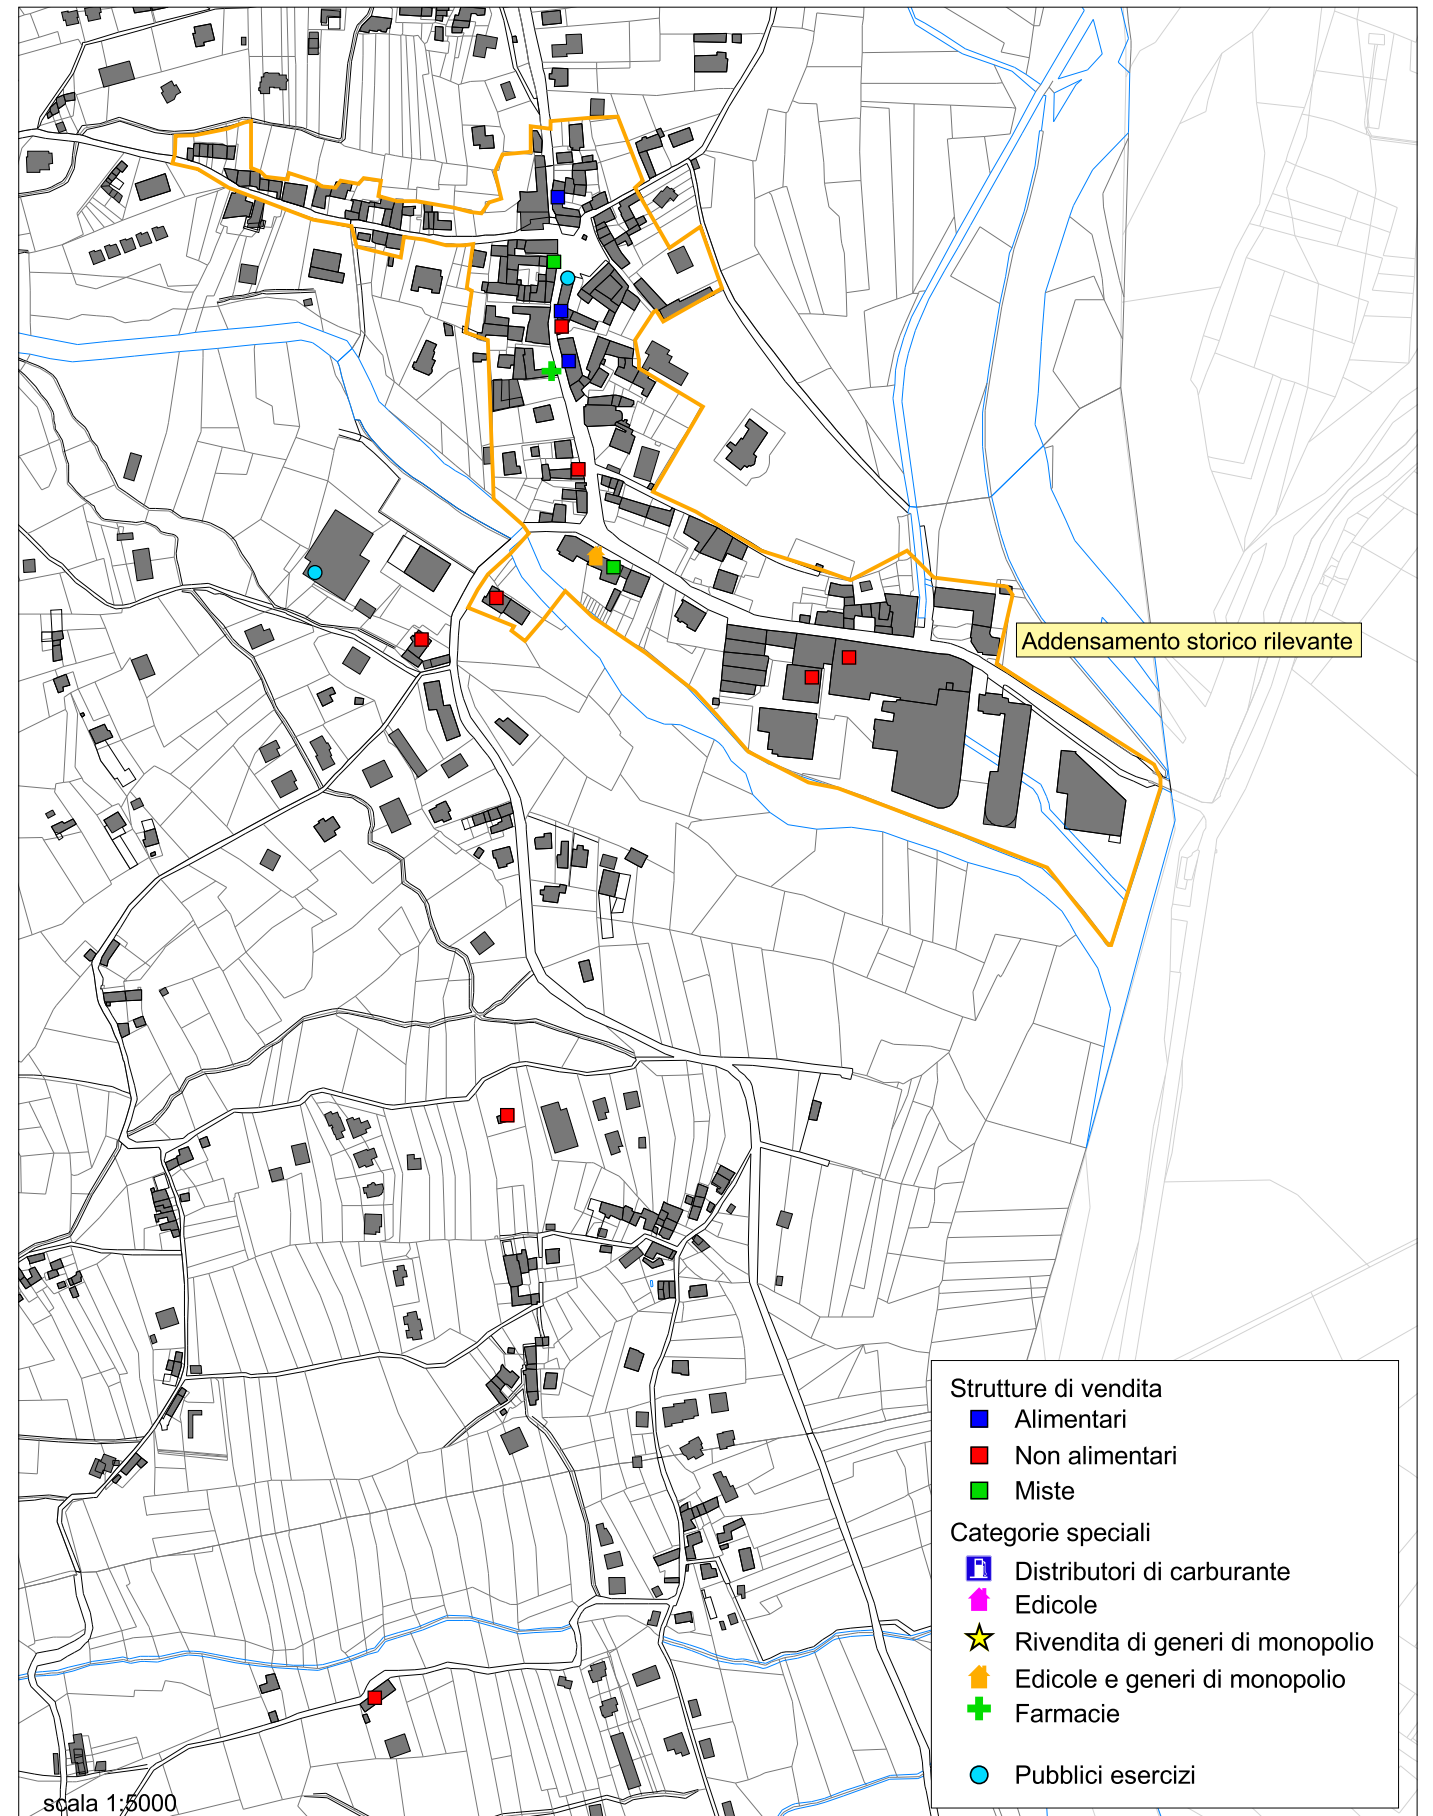 Addensamento storico rilevante
Strutture di vendita
Alimentari
Non alimentari
Miste
Categorie speciali
Distributori di carburante
Edicole
Rivendita di generi di monopolio
Edicole e generi di monopolio
Farmacie
Pubblici esercizi
scala 1:5000